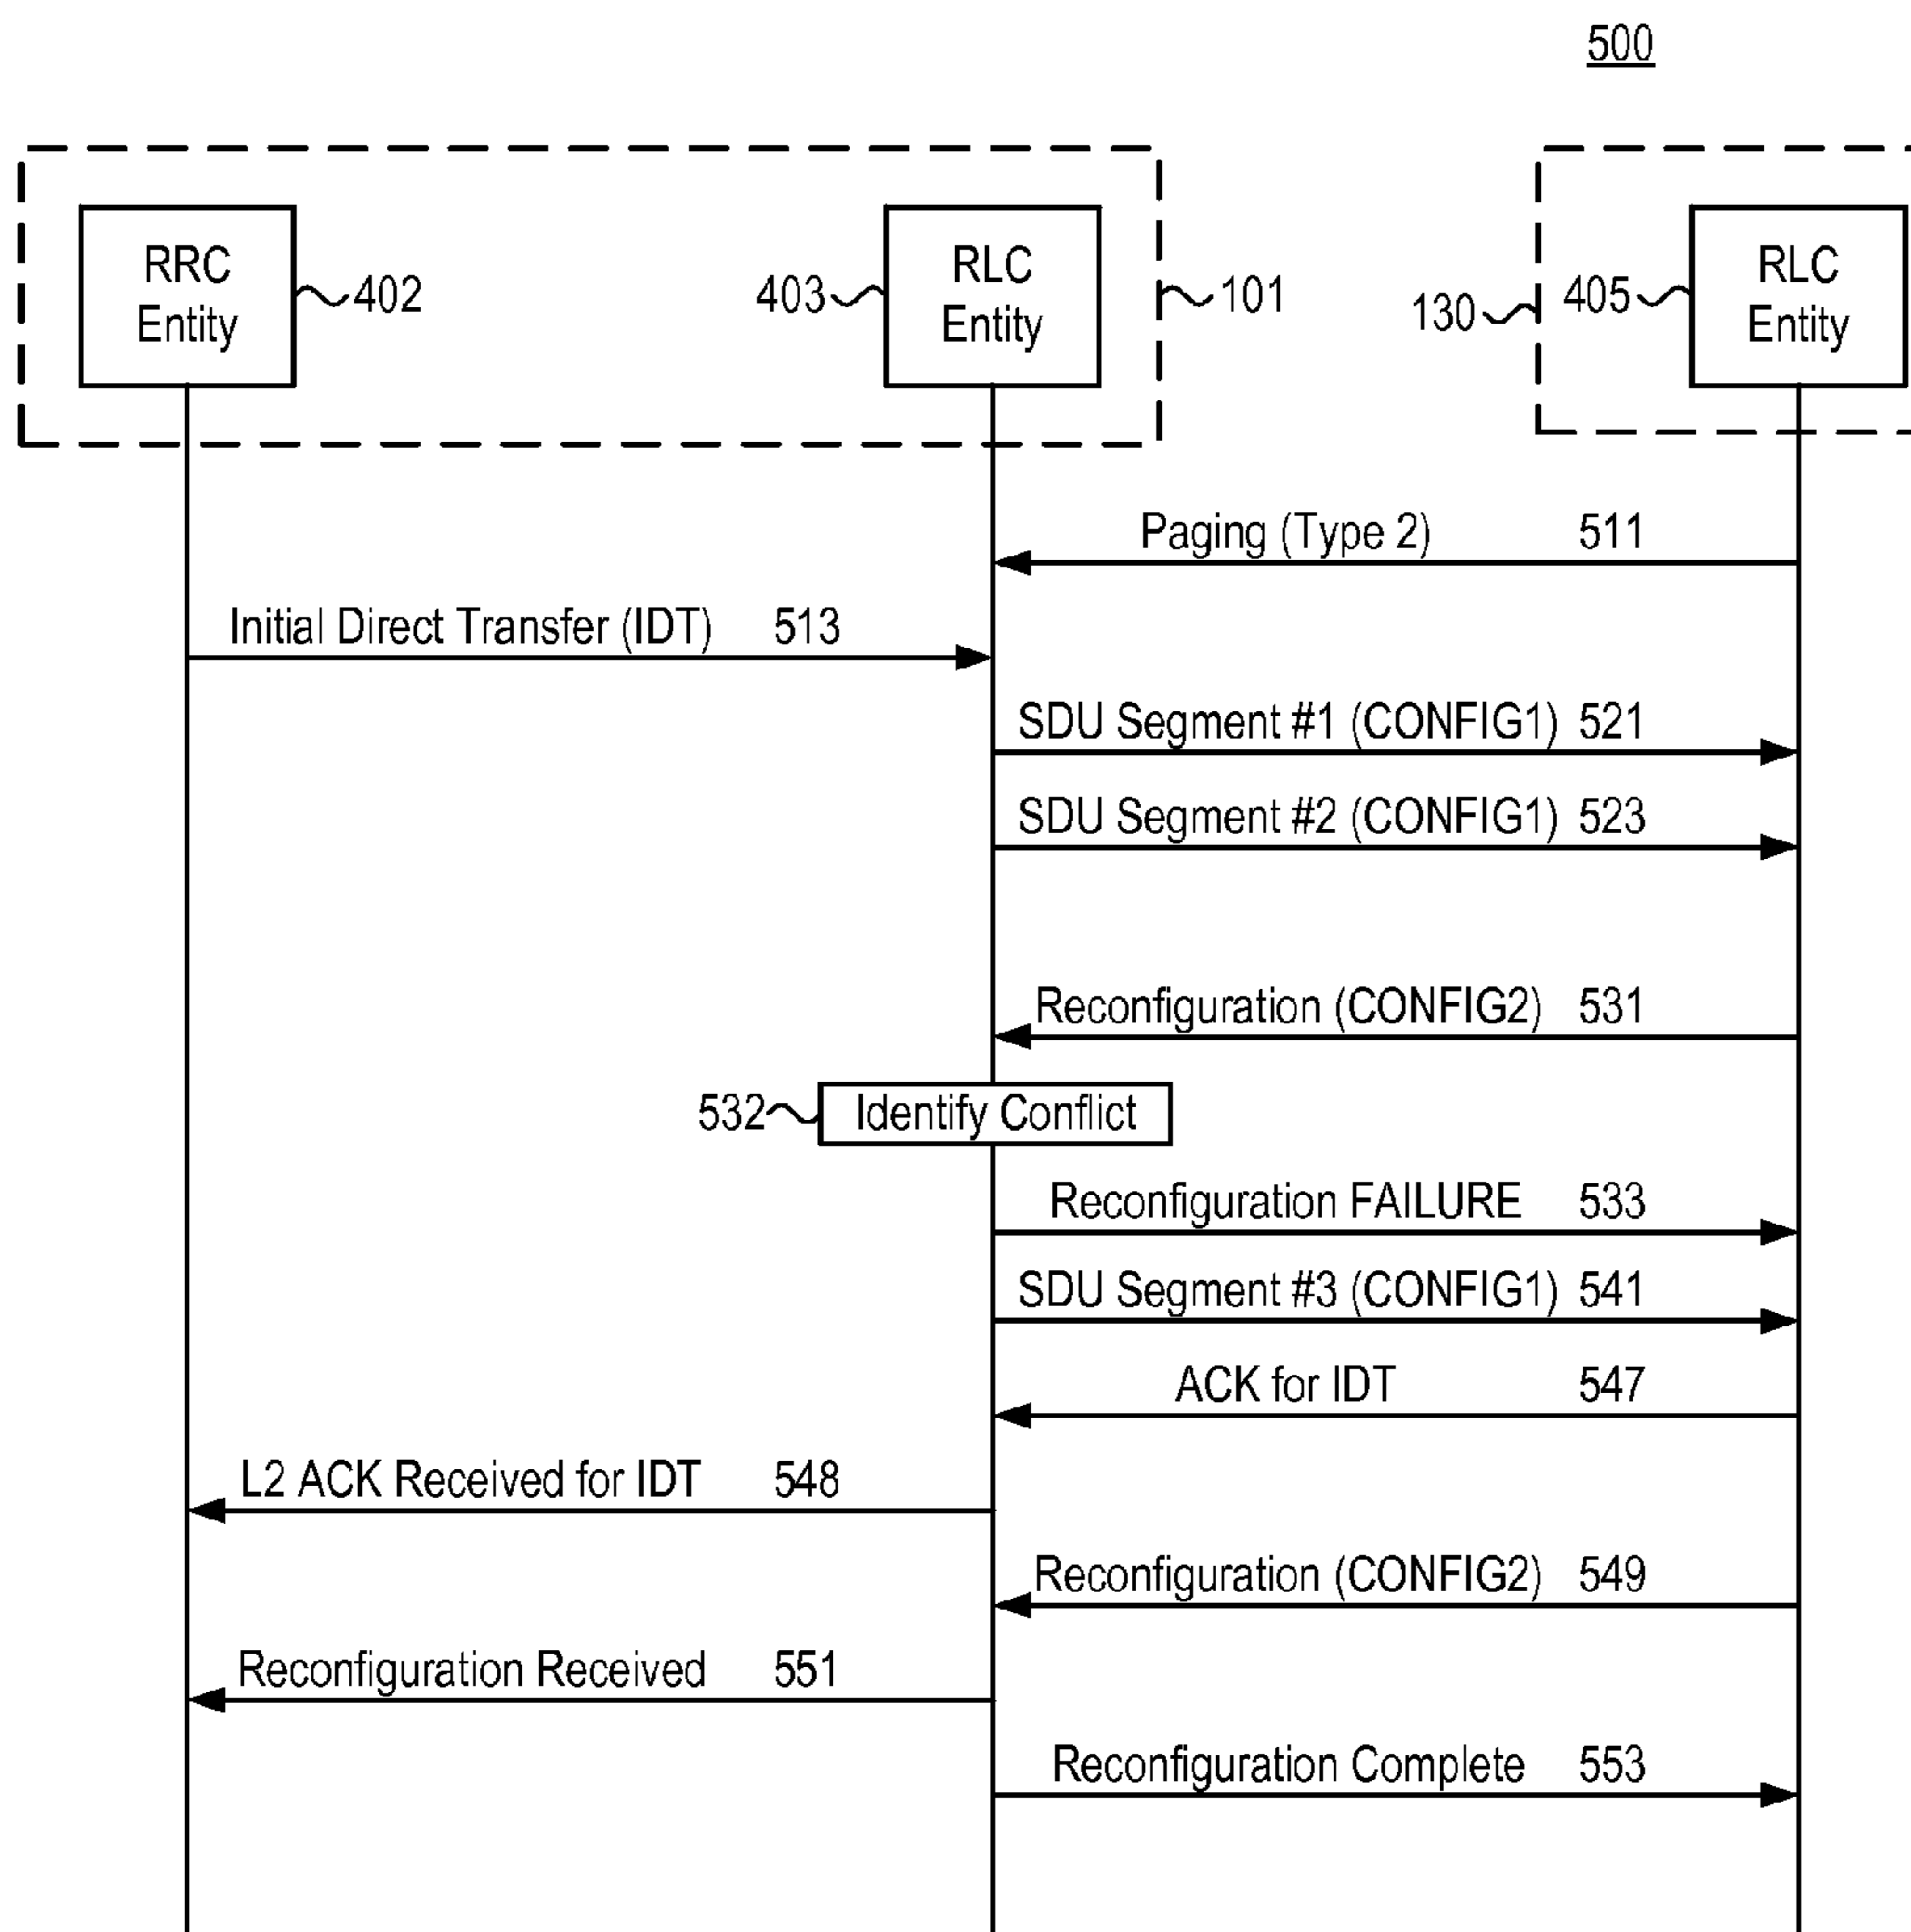 500
RRC
Entity
402
403
RLC
Entity
101
130
405
RLC
Entity
Paging (Type 2) 511
Initial Direct Transfer (IDT) 513
SDU Segment #1 (CONFIG1) 521
SDU Segment #2 (CONFIG1) 523
Reconfiguration (CONFIG2) 531
532
Identify Conflict
Reconfiguration FAILURE 533
SDU Segment #3 (CONFIG1) 541
ACK for IDT 547
L2 ACK Received for IDT 548
Reconfiguration (CONFIG2) 549
Reconfiguration Received 551
Reconfiguration Complete 553